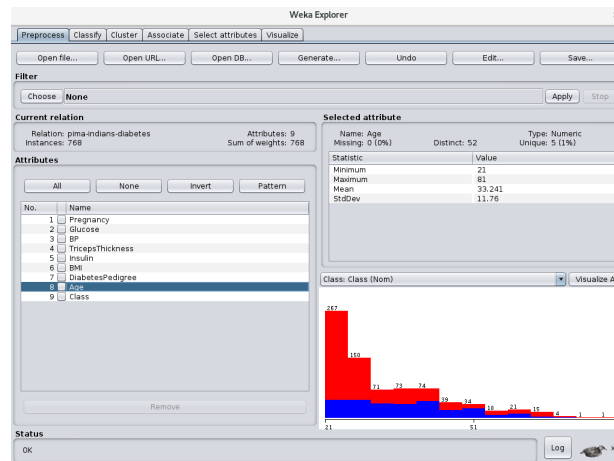 Weka Explorer
Preprocess Classify Cluster Associate Select attributes Visualize
Open file... Open URL... Open DB... Generate... Undo Edit... Save...
Filter
Choose None Apply Stop
Current relation
Relation: pima-indians-diabetes Attributes: 9
Instances: 768 Sum of weights: 768
Attributes
All None Invert Pattern
No. Name
1 Pregnancy
2 Glucose
3 BP
4 TricepsThickness
5 Insulin
6 BMI
7 DiabetesPedigree
8 Age
9 Class
Remove
Selected attribute
Name: Age Type: Numeric
Missing: 0 (0%) Distinct: 52 Unique: 5 (1%)
Statistic Value
Minimum 21
Maximum 81
Mean 33.241
StdDev 11.76
Class: Class (Nom) Visualize A
267
150
71 73 74
39 34
18 21 15
4 1 1
21 51
Status
OK Log